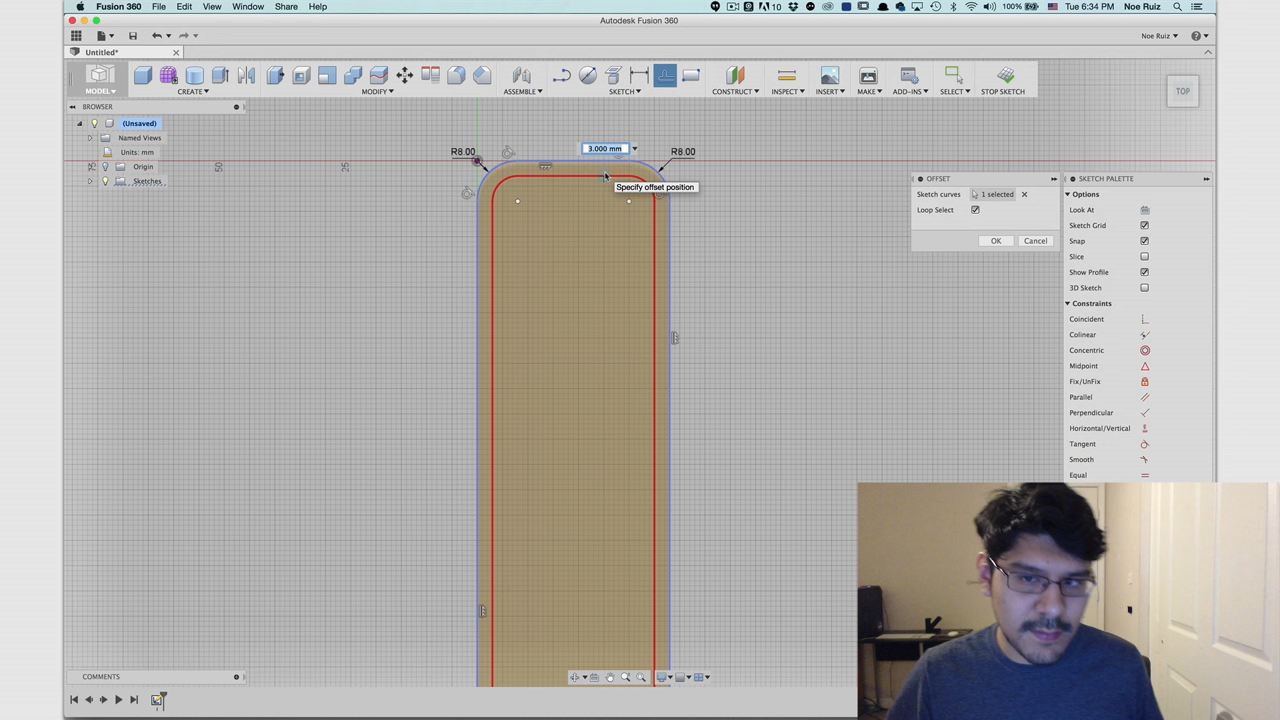 Fusion 360 File Edit View Window Share Help
10 100% Tue 6:34 PM Noe Ruiz
Autodesk Fusion 360
Noe Ruiz
Untitled*
MODEL CREATE MODIFY ASSEMBLE SKETCH CONSTRUCT INSPECT INSERT MAKE ADD-INS SELECT STOP SKETCH
TOP
BROWSER
(Unsaved)
Named Views
Units: mm
Origin
Sketches
75
50
25
R8.00
3.000 mm
R8.00
Specify offset position
OFFSET
Sketch curves 1 selected
Loop Select
OK Cancel
SKETCH PALETTE
Options
Look At
Sketch Grid
Snap
Slice
Show Profile
3D Sketch
Constraints
Coincident
Colinear
Concentric
Midpoint
Fix/UnFix
Parallel
Perpendicular
Horizontal/Vertical
Tangent
Smooth
Equal
COMMENTS